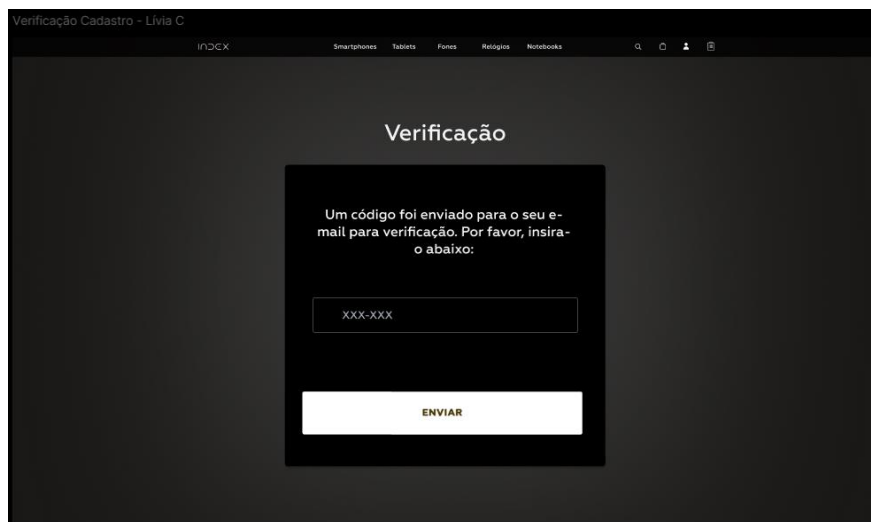 Verificação Cadastro - Lívia C
INDEX Smartphones Tablets Fones Relógios Notebooks
Verificação
Um código foi enviado para o seu e-
mail para verificação. Por favor, insira-
o abaixo:
XXX-XXX
ENVIAR